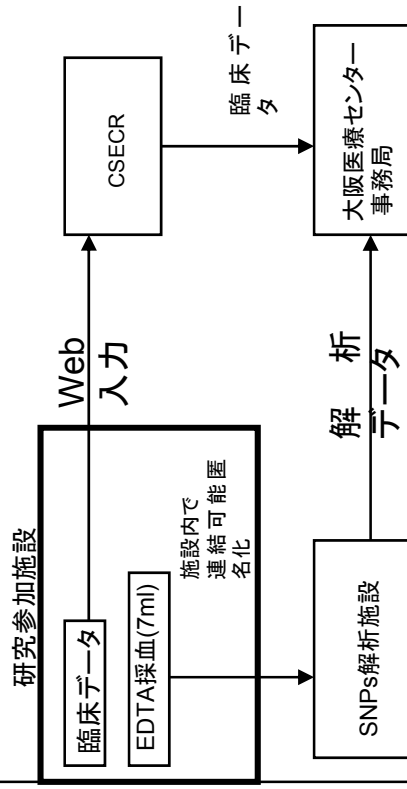 研究参加施設
臨床データ
EDTA採血(7ml)
施設内で
連結可能匿
名化
Web
入力
CSECR
臨床デー
タ
SNPs解析施設
解析
データ
大阪医療センター
事務局